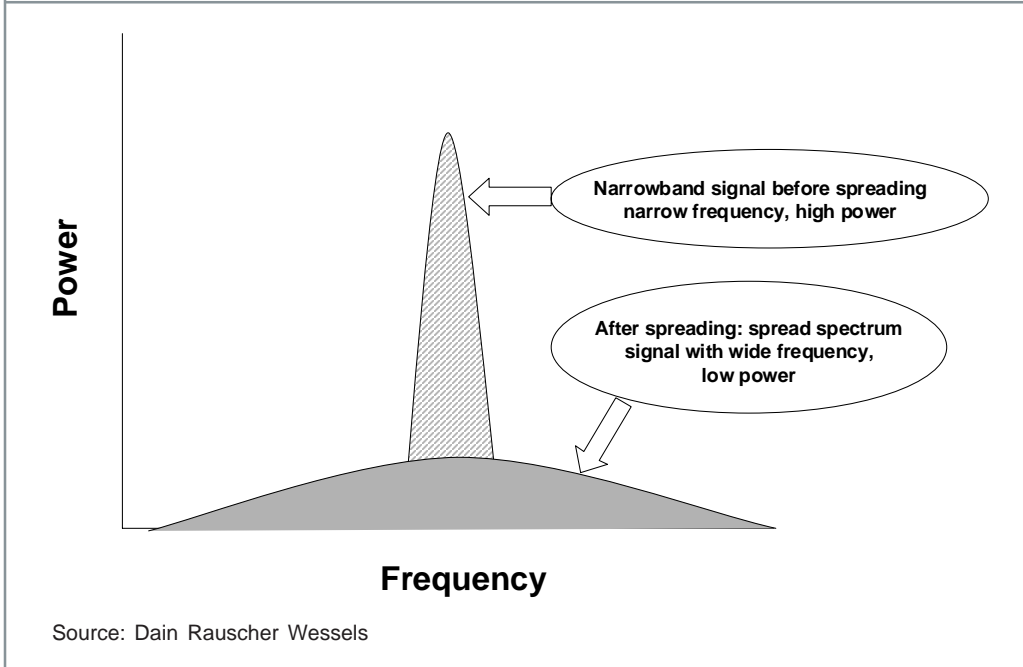 Power
Narrowband signal before spreading
narrow frequency, high power
After spreading: spread spectrum
signal with wide frequency,
low power
Frequency
Source: Dain Rauscher Wessels